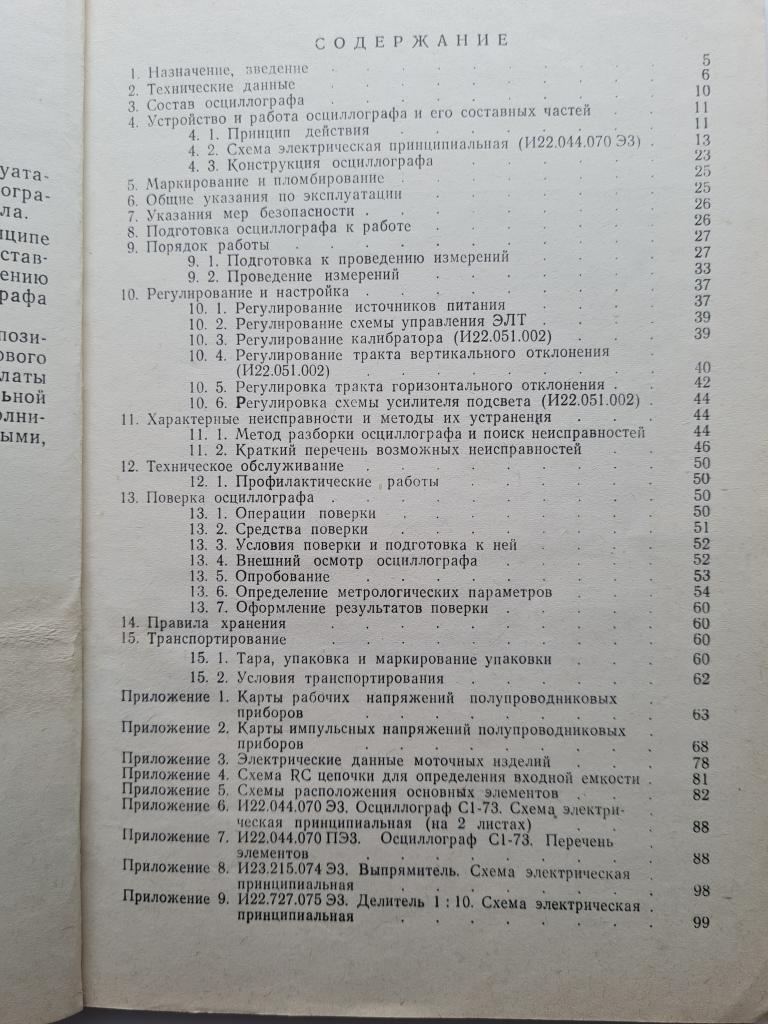 СОДЕРЖАНИЕ
1. Назначение, введение 5
2. Технические данные 6
3. Состав осциллографа 10
4. Устройство и работа осциллографа и его составных частей 11
4. 1. Принцип действия 11
4. 2. Схема электрическая принципиальная (И22.044.070 Э3) 13
4. 3. Конструкция осциллографа 23
5. Маркирование и пломбирование 25
6. Общие указания по эксплуатации 25
7. Указания мер безопасности 26
8. Подготовка осциллографа к работе 26
9. Порядок работы 27
9. 1. Подготовка к проведению измерений 27
9. 2. Проведение измерений 33
10. Регулирование и настройка 37
10. 1. Регулирование источников питания 37
10. 2. Регулирование схемы управления ЭЛТ 39
10. 3. Регулирование калибратора (И22.051.002) 39
10. 4. Регулирование тракта вертикального отклонения
(И22.051.002) 40
10. 5. Регулировка тракта горизонтального отклонения 42
10. 6. Регулировка схемы усилителя подсвета (И22.051.002) 44
11. Характерные неисправности и методы их устранения 44
11. 1. Метод разборки осциллографа и поиск неисправностей 44
11. 2. Краткий перечень возможных неисправностей 46
12. Техническое обслуживание 50
12. 1. Профилактические работы 50
13. Поверка осциллографа 50
13. 1. Операции поверки 50
13. 2. Средства поверки 51
13. 3. Условия поверки и подготовка к ней 52
13. 4. Внешний осмотр осциллографа 52
13. 5. Опробование 53
13. 6. Определение метрологических параметров 54
13. 7. Оформление результатов поверки 60
14. Правила хранения 60
15. Транспортирование 60
15. 1. Тара, упаковка и маркирование упаковки 60
15. 2. Условия транспортирования 62
Приложение 1. Карты рабочих напряжений полупроводниковых
приборов 63
Приложение 2. Карты импульсных напряжений полупроводниковых
приборов 68
Приложение 3. Электрические данные моточных изделий 78
Приложение 4. Схема RC цепочки для определения входной емкости 81
Приложение 5. Схемы расположения основных элементов 82
Приложение 6. И22.044.070 Э3. Осциллограф С1-73. Схема электри-
ческая принципиальная (на 2 листах) 88
Приложение 7. И22.044.070 ПЭ3. Осциллограф С1-73. Перечень
элементов 88
Приложение 8. И23.215.074 Э3. Выпрямитель. Схема электрическая
принципиальная 98
Приложение 9. И22.727.075 Э3. Делитель 1 : 10. Схема электрическая
принципиальная 99
уата-
огра-
ла.
нципе
став-
ению
рафа
пози-
ового
латы
льной
олни-
ыми,